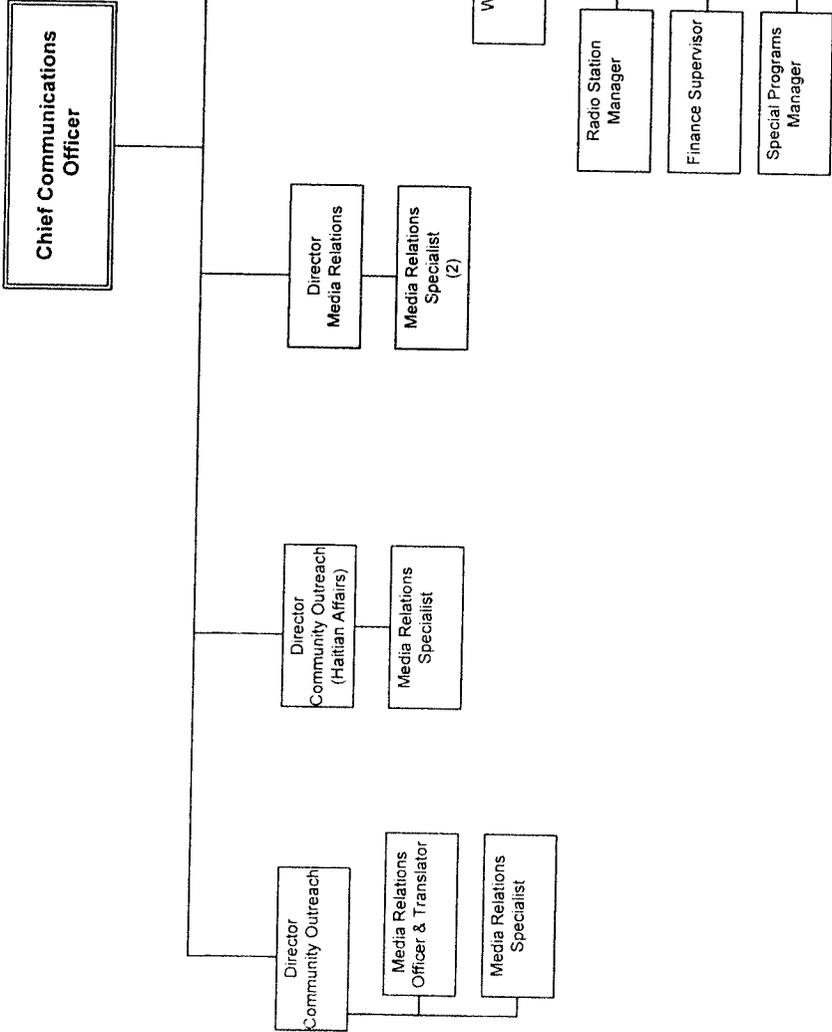 Chief Communications
Officer
Director
Community Outreach
Media Relations
Officer & Translator
Media Relations
Specialist
Director
Community Outreach
(Haitian Affairs)
Media Relations
Specialist
Director
Media Relations
Media Relations
Specialist
(2)
W
Radio Station
Manager
Finance Supervisor
Special Programs
Manager